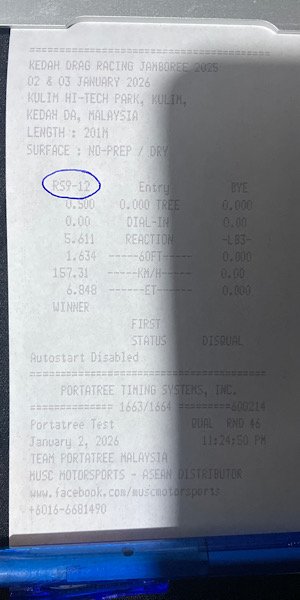 KEDAH DRAG RACING JAMBOREE 2025
02 & 03 JANUARY 2026
KULIM HI-TECH PARK, KULIM,
KEDAH DA, MALAYSIA
LENGTH : 201M
SURFACE : NO-PREP / DRY
RS9-12 Entry BYE
0.500 0.000 TREE 0.000
0.00 DIAL-IN 0.00
5.611 REACTION -LB3-
1.634 ------60FT------ 0.000
157.31 ------KM/H------ 0.00
6.848 -------ET------- 0.000
WINNER
FIRST
STATUS DISQUAL
Autostart Disabled
PORTATREE TIMING SYSTEMS, INC.
============== 1663/1664 =========600214
Portatree Test QUAL RND 46
January 2, 2026 11:24:50 PM
TEAM PORTATREE MALAYSIA
MUSC MOTORSPORTS - ASEAN DISTRIBUTOR
www.facebook.com/muscmotorsports
+6016-6681490